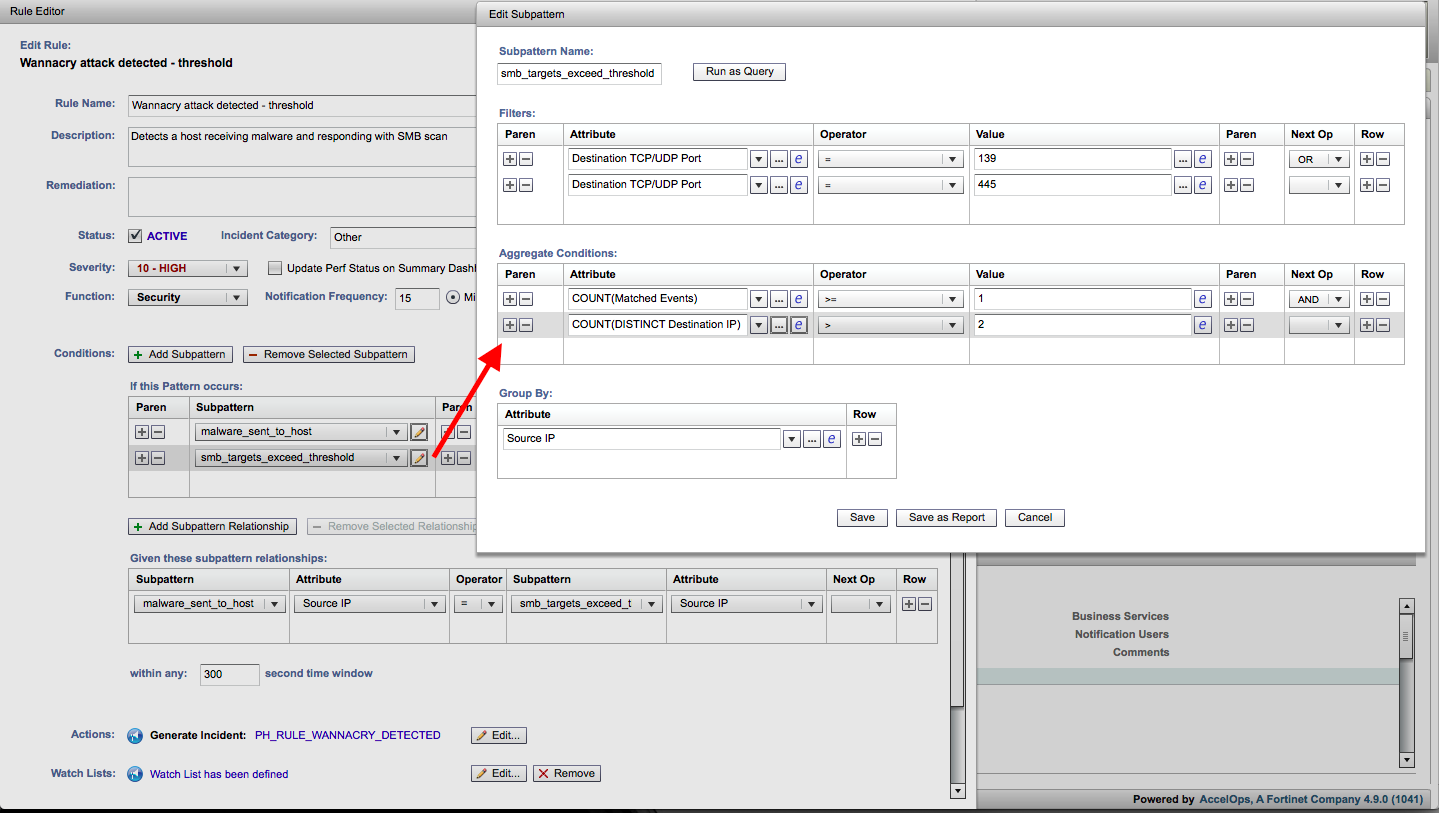 Rule Editor
Edit Rule:
Wannacry attack detected - threshold
Rule Name: Wannacry attack detected - threshold
Description: Detects a host receiving malware and responding with SMB scan
Remediation:
Status: ACTIVE Incident Category: Other
Severity: 10 - HIGH Update Perf Status on Summary Dash
Function: Security Notification Frequency: 15 Mi
Conditions: + Add Subpattern − Remove Selected Subpattern
If this Pattern occurs:
Paren Subpattern Paren
+ − malware_sent_to_host + −
+ − smb_targets_exceed_threshold + −
+ Add Subpattern Relationship − Remove Selected Relationship
Given these subpattern relationships:
Subpattern Attribute Operator Subpattern Attribute Next Op Row
malware_sent_to_host Source IP = smb_targets_exceed_t Source IP + −
within any: 300 second time window
Actions: Generate Incident: PH_RULE_WANNACRY_DETECTED Edit...
Watch Lists: Watch List has been defined Edit... Remove
Edit Subpattern
Subpattern Name:
smb_targets_exceed_threshold Run as Query
Filters:
Paren Attribute Operator Value Paren Next Op Row
+ − Destination TCP/UDP Port ... e = 139 ... e + − OR + −
+ − Destination TCP/UDP Port ... e = 445 ... e + − + −
Aggregate Conditions:
Paren Attribute Operator Value Paren Next Op Row
+ − COUNT(Matched Events) ... e >= 1 e + − AND + −
+ − COUNT(DISTINCT Destination IP) ... e > 2 e + − + −
Group By:
Attribute Row
Source IP ... e + −
Save Save as Report Cancel
Business Services
Notification Users
Comments
Powered by AccelOps, A Fortinet Company 4.9.0 (1041)